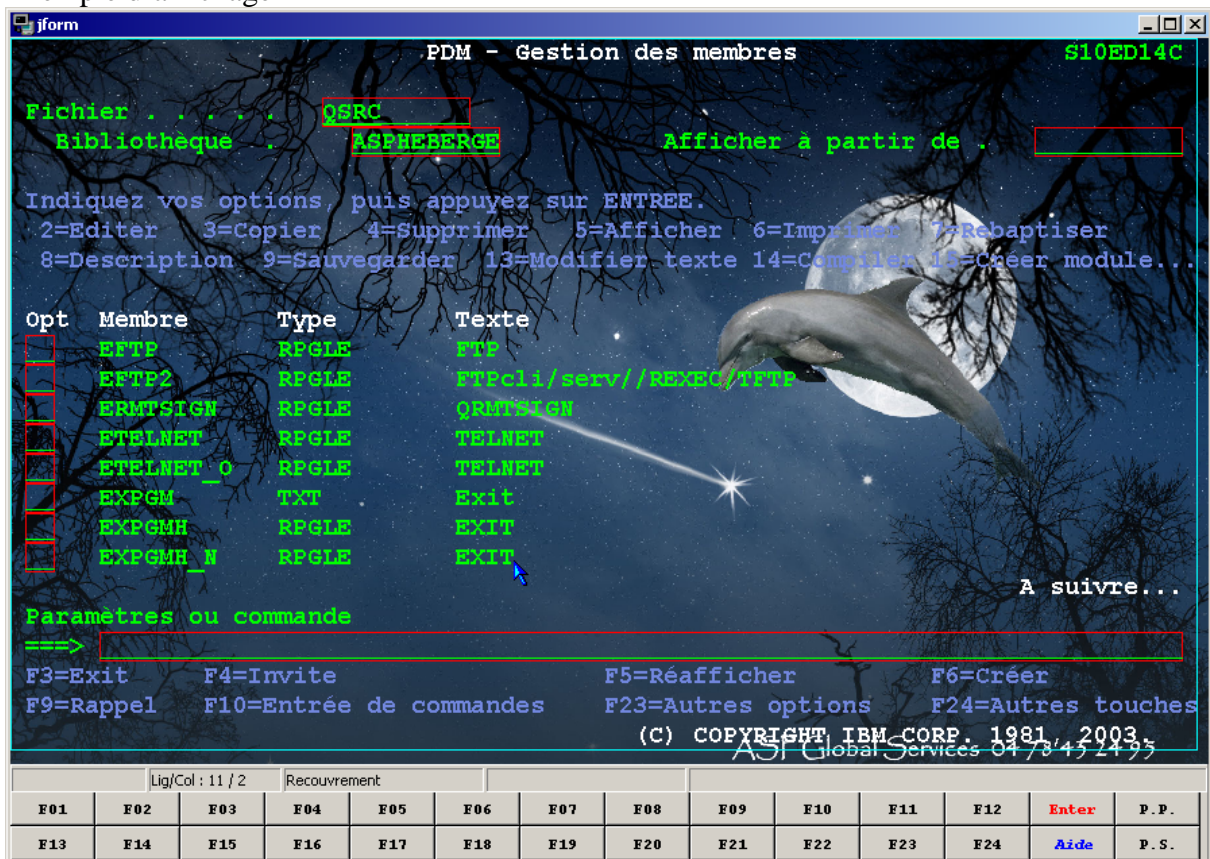 jform
PDM - Gestion des membres S10ED14C
Fichier . . . . . QSRC
Bibliothèque . ASPHEBERGE Afficher à partir de .
Indiquez vos options, puis appuyez sur ENTREE.
2=Editer 3=Copier 4=Supprimer 5=Afficher 6=Imprimer 7=Rebaptiser
8=Description 9=Sauvegarder 13=Modifier texte 14=Compiler 15=Créer module...
Opt Membre Type Texte
EFTP RPGLE FTP
EFTP2 RPGLE FTPcli/serv//REXEC/TFTP
ERMTSIGN RPGLE QRMTSIGN
ETELNET RPGLE TELNET
ETELNET_O RPGLE TELNET
EXPGM TXT Exit
EXPGMH RPGLE EXIT
EXPGMH_N RPGLE EXIT
A suivre...
Paramètres ou commande
===>
F3=Exit F4=Invite F5=Réafficher F6=Créer
F9=Rappel F10=Entrée de commandes F23=Autres options F24=Autres touches
(C) COPYRIGHT IBM CORP. 1981, 2003.
ASP Global Services 04 78 45 24 95
Lig/Col : 11 / 2 Recouvrement
F01 F02 F03 F04 F05 F06 F07 F08 F09 F10 F11 F12 Enter P.P.
F13 F14 F15 F16 F17 F18 F19 F20 F21 F22 F23 F24 Aide P.S.